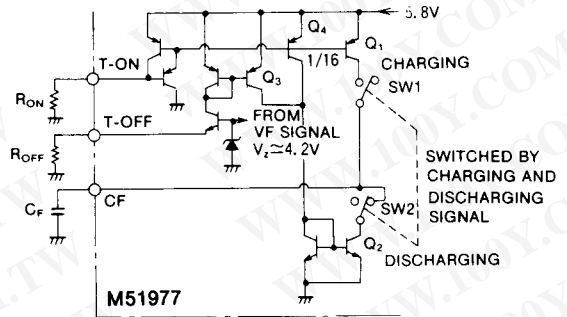 5.8V
Q4
Q1
T-ON
1/16
CHARGING
SW1
RON
Q3
T-OFF
FROM
VF SIGNAL
VZ≃4.2V
ROFF
SWITCHED BY
CHARGING AND
DISCHARGING
SIGNAL
CF
CF
SW2
Q2
DISCHARGING
M51977